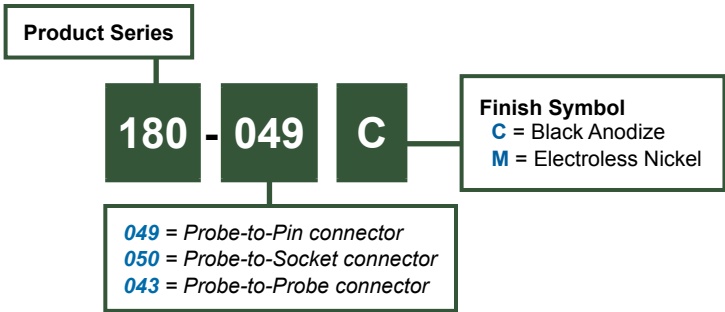 Product Series
180 - 049 C
Finish Symbol
C = Black Anodize
M = Electroless Nickel
049 = Probe-to-Pin connector
050 = Probe-to-Socket connector
043 = Probe-to-Probe connector